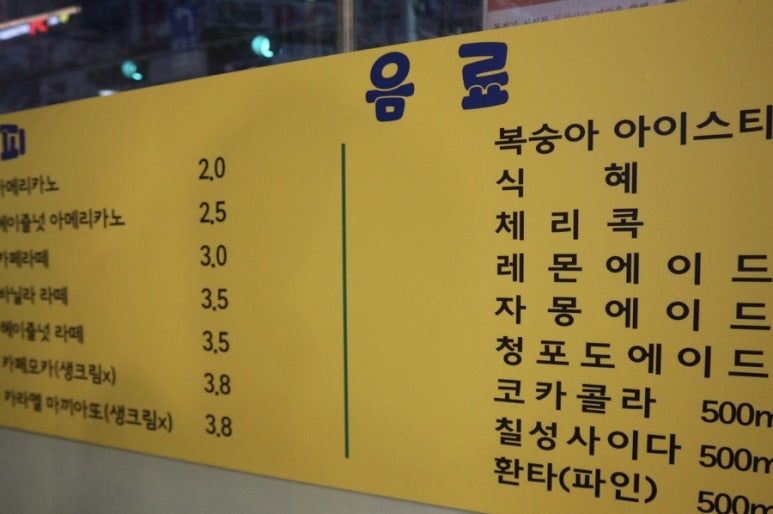 피
아메리카노 2.0
헤이즐넛 아메리카노 2.5
카페라떼 3.0
바닐라 라떼 3.5
헤이즐넛 라떼 3.5
카페모카(생크림x) 3.8
카라멜 마끼아또(생크림x) 3.8
음료
복숭아 아이스티
식혜
체리콕
레몬에이드
자몽에이드
청포도에이드
코카콜라 500m
칠성사이다 500m
환타(파인) 500m